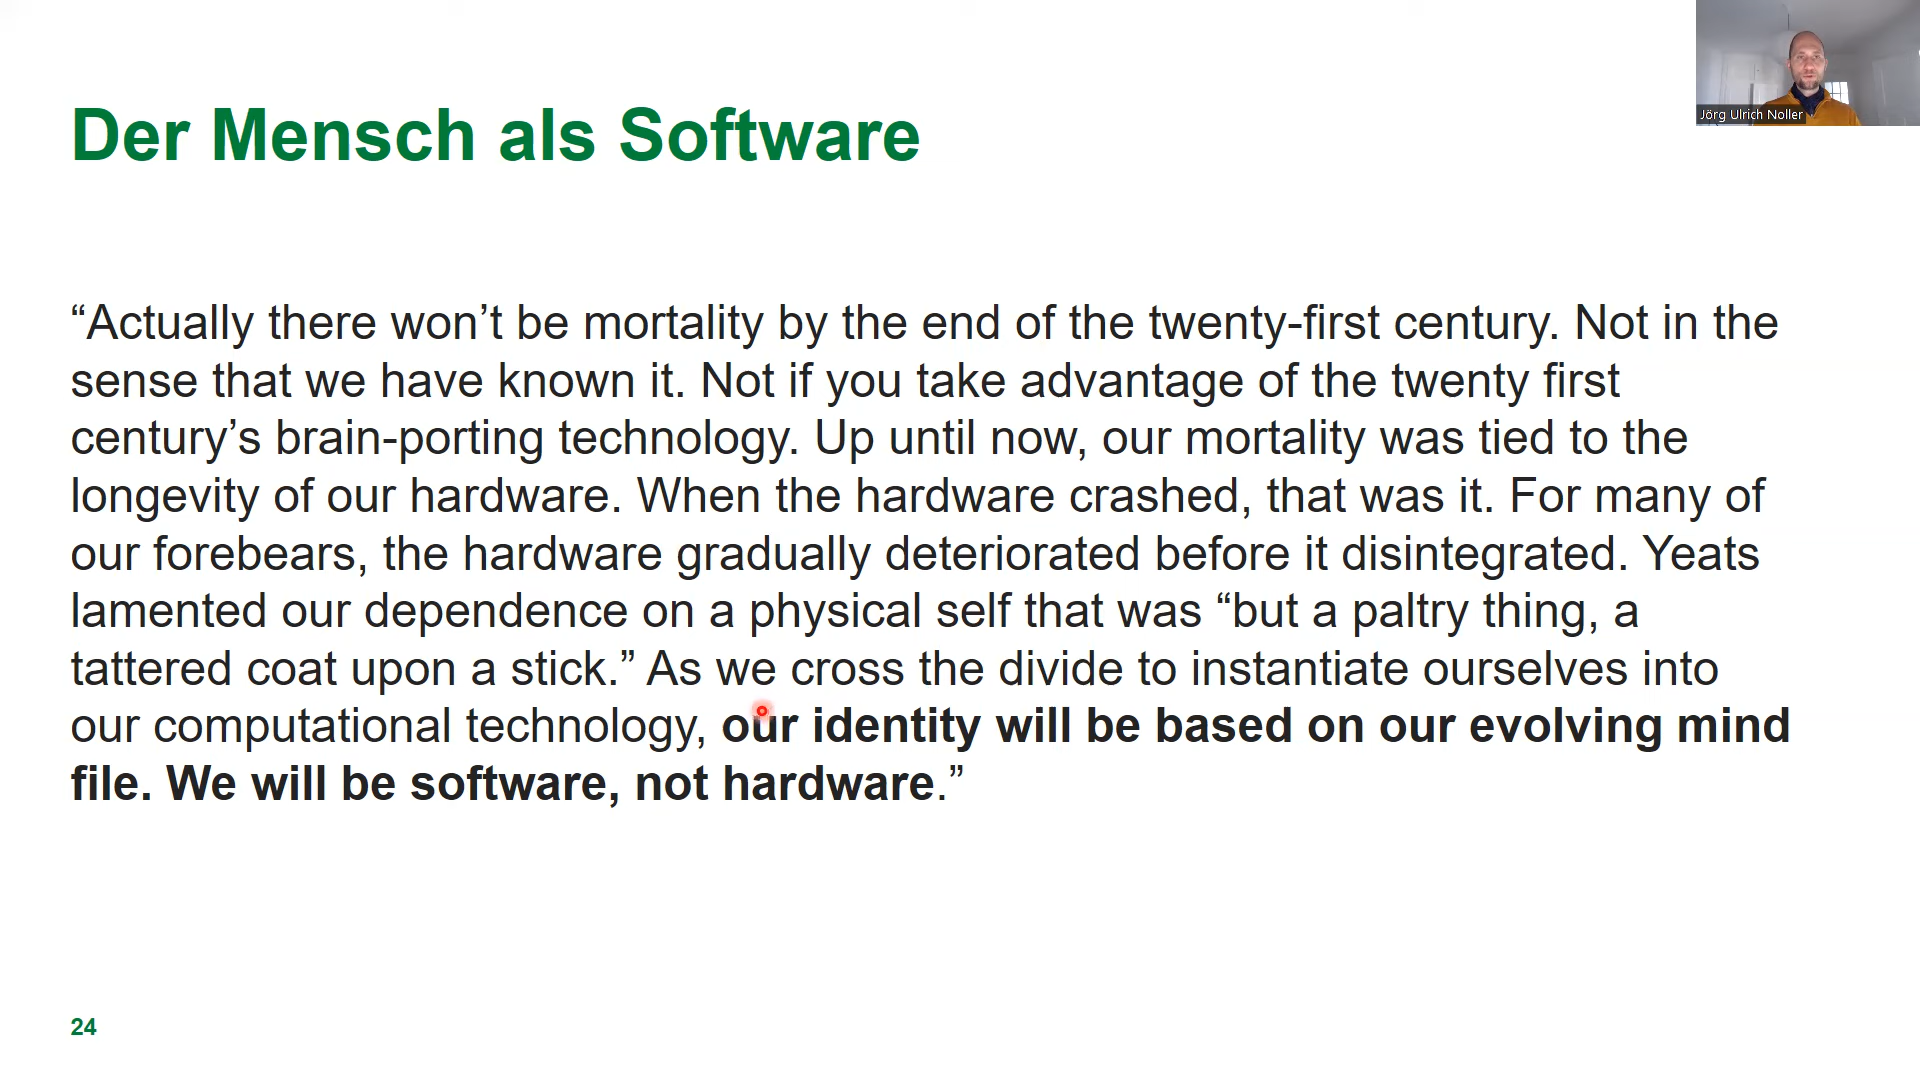 Der Mensch als Software
Jörg Ulrich Noller
“Actually there won’t be mortality by the end of the twenty-first century. Not in the
sense that we have known it. Not if you take advantage of the twenty first
century’s brain-porting technology. Up until now, our mortality was tied to the
longevity of our hardware. When the hardware crashed, that was it. For many of
our forebears, the hardware gradually deteriorated before it disintegrated. Yeats
lamented our dependence on a physical self that was “but a paltry thing, a
tattered coat upon a stick.” As we cross the divide to instantiate ourselves into
our computational technology, our identity will be based on our evolving mind
file. We will be software, not hardware.”
24